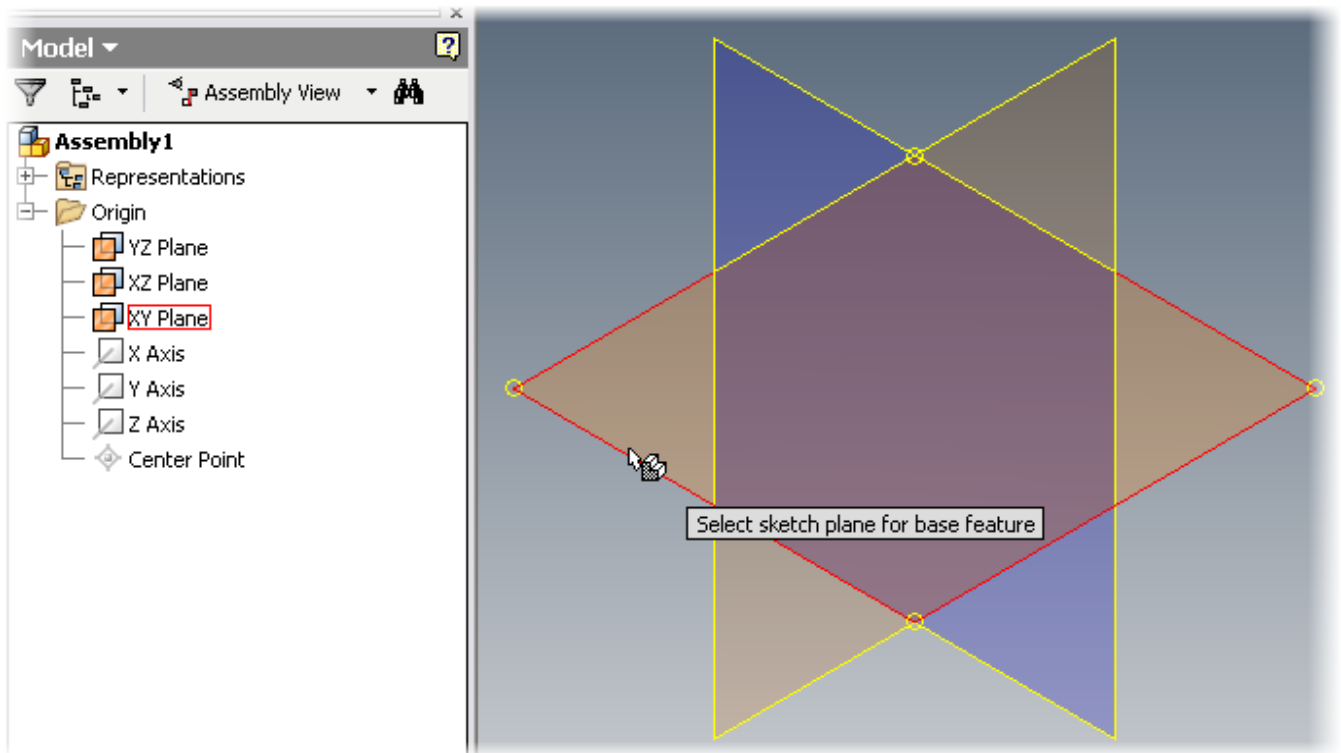 Model
Assembly View
Assembly1
Representations
Origin
YZ Plane
XZ Plane
XY Plane
X Axis
Y Axis
Z Axis
Center Point
Select sketch plane for base feature